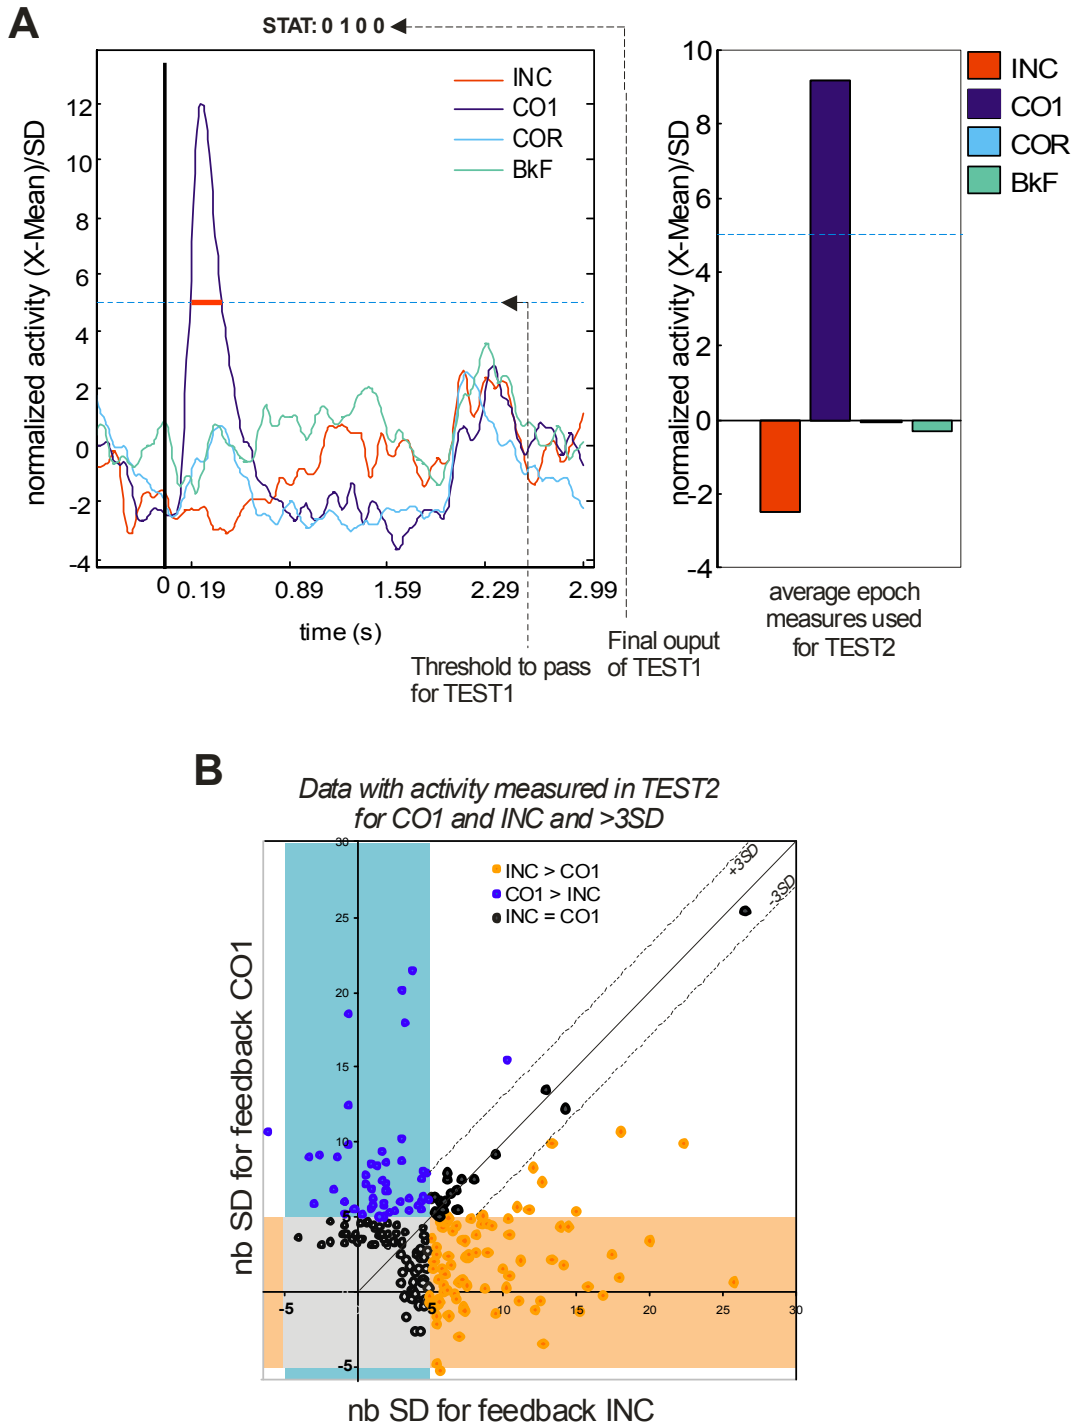 A
STAT: 0 1 0 0
normalized activity (X-Mean)/SD
12
10
8
6
4
2
0
-2
-4
INC
CO1
COR
BkF
0 0.19 0.89 1.59 2.29 2.99
time (s)
Threshold to pass
for TEST1
Final ouput
of TEST1
normalized activity (X-Mean)/SD
10
8
6
4
2
0
-2
-4
INC
CO1
COR
BkF
average epoch
measures used
for TEST2
B
Data with activity measured in TEST2
for CO1 and INC and >3SD
nb SD for feedback CO1
30
25
20
15
10
5
-5
INC > CO1
CO1 > INC
INC = CO1
+3SD
-3SD
-5 5 10 15 20 25 30
nb SD for feedback INC